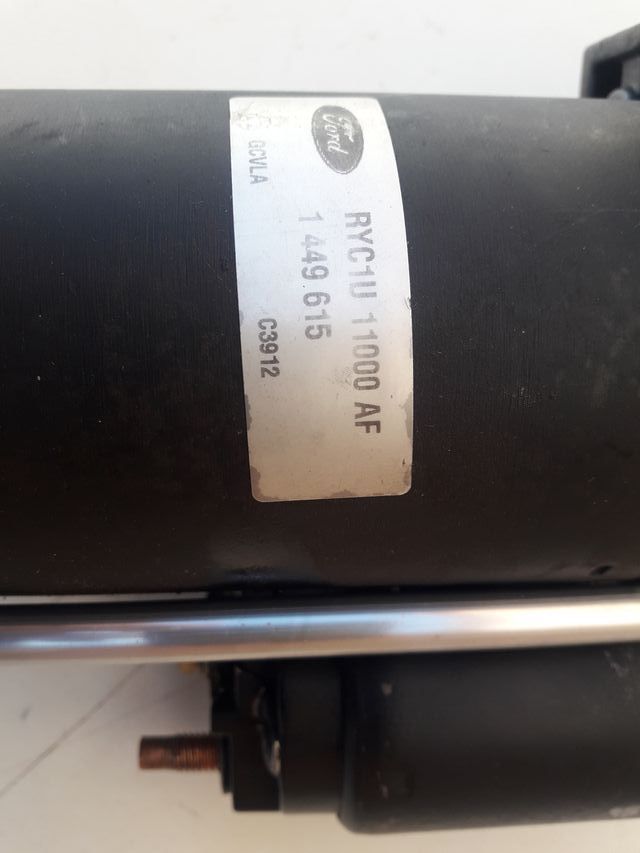 Ford
RYC1U 11000 AF
1 449 615
GCVLA
C3912